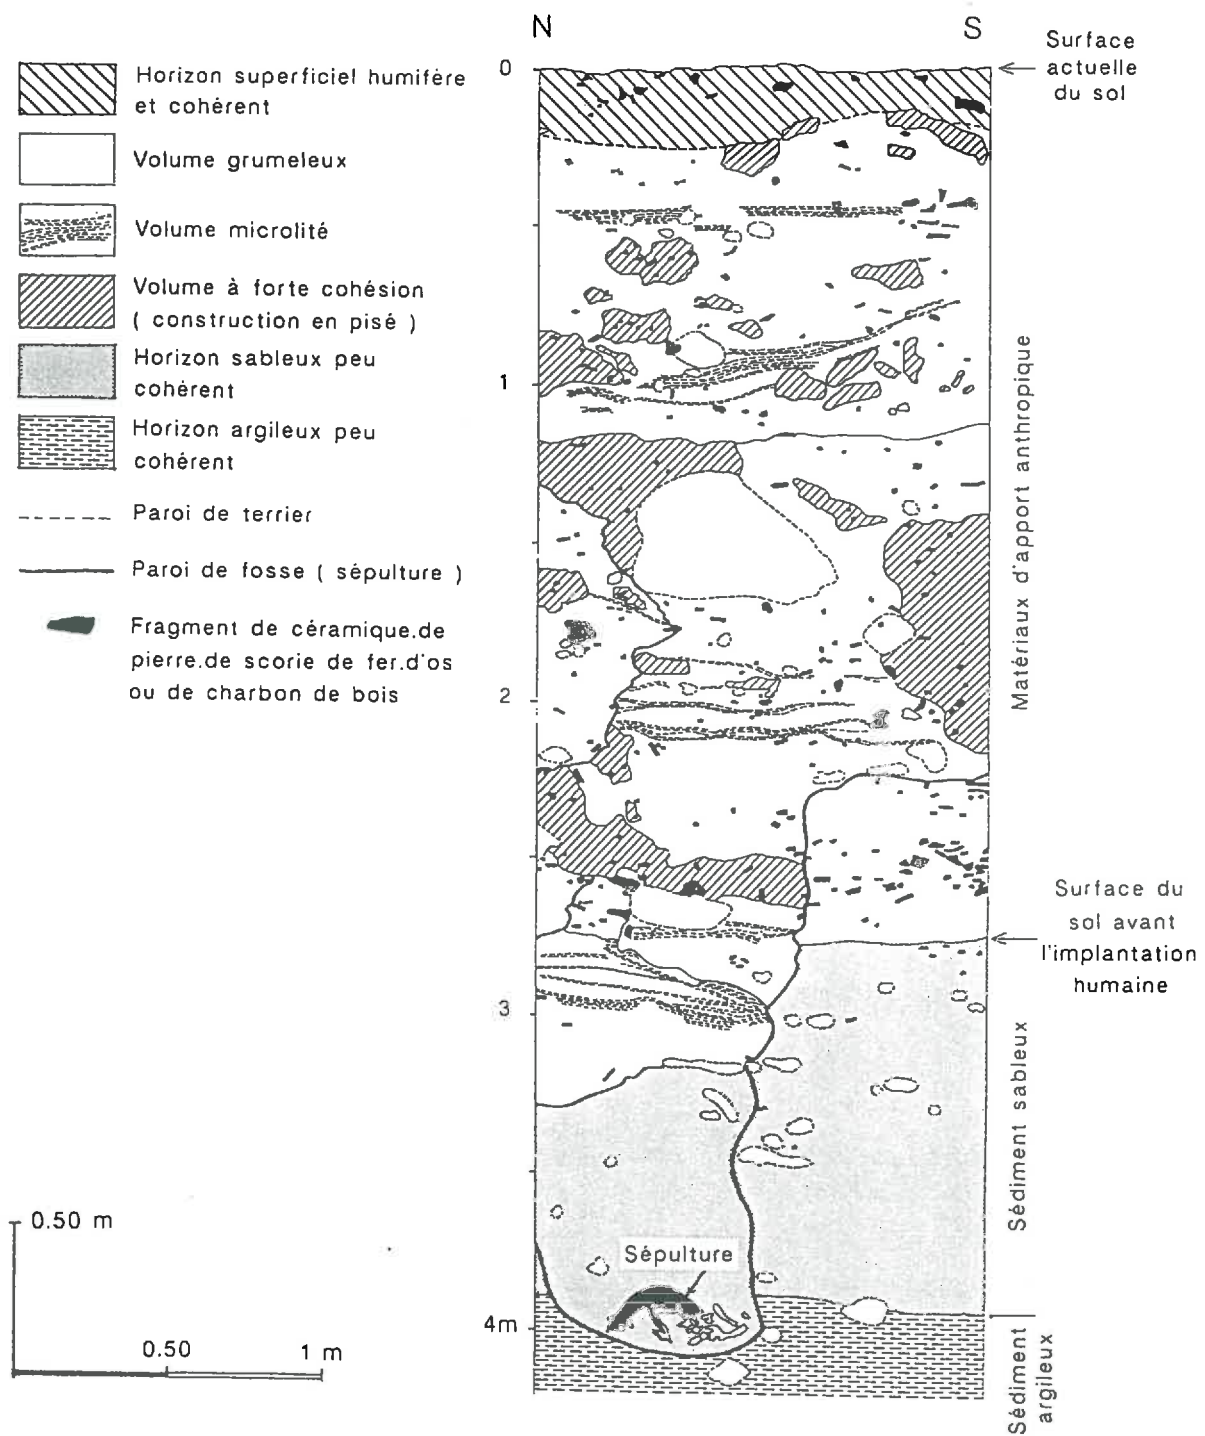 N
S
Surface
actuelle
du sol
Horizon superficiel humifère
et cohérent
Volume grumeleux
Volume microlité
Volume à forte cohésion
( construction en pisé )
Horizon sableux peu
cohérent
Horizon argileux peu
cohérent
Paroi de terrier
Paroi de fosse ( sépulture )
Fragment de céramique.de
pierre.de scorie de fer.d'os
ou de charbon de bois
0
1
2
3
4m
Matériaux d'apport anthropique
Surface du
sol avant
l'implantation
humaine
Sédiment sableux
Sédiment
argileux
Sépulture
0.50 m
0.50
1 m